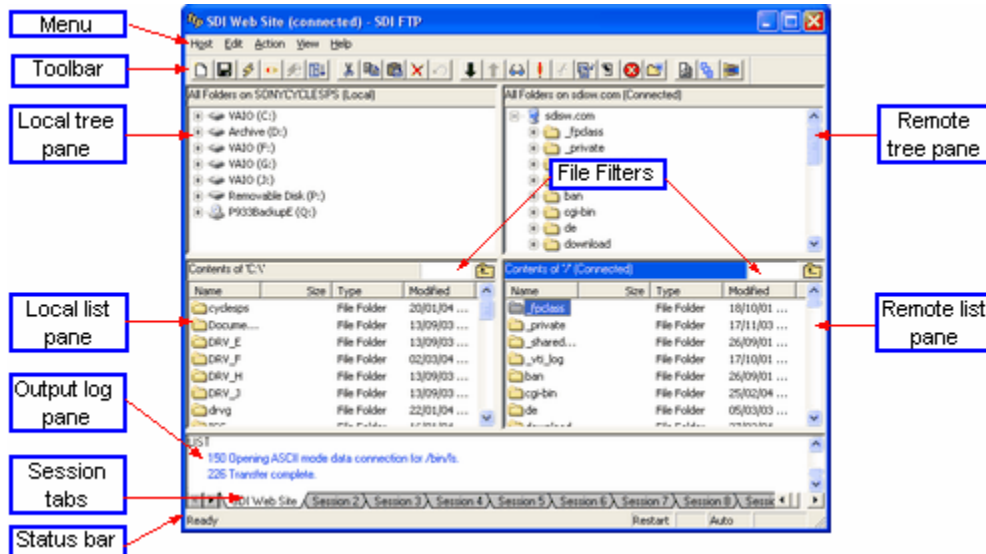 SDI Web Site (connected) - SDI FTP
Menu
Host Edit Action View Help
Toolbar
All Folders on SONYCYCLESPS (Local)
All Folders on sdisw.com (Connected)
Local tree pane
VAIO (C:)
Archive (D:)
VAIO (F:)
VAIO (G:)
VAIO (J:)
Removable Disk (P:)
P933BackupE (Q:)
sdisw.com
_fpclass
_private
ban
cgi-bin
de
download
Remote tree pane
File Filters
Contents of 'C:\'
Contents of '/' (Connected)
Name Size Type Modified
cyclesps File Folder 20/01/04 ...
Docume... File Folder 13/09/03 ...
DRV_E File Folder 13/09/03 ...
DRV_F File Folder 02/03/04 ...
DRV_H File Folder 13/09/03 ...
DRV_J File Folder 13/09/03 ...
drvg File Folder 22/01/04 ...
Name Size Type Modified
_fpclass File Folder 18/10/01 ...
_private File Folder 17/11/03 ...
_shared... File Folder 26/09/01 ...
_vti_log File Folder 17/10/01 ...
ban File Folder 26/09/01 ...
cgi-bin File Folder 25/02/04 ...
de File Folder 05/03/03 ...
Local list pane
Remote list pane
Output log pane
LIST
150 Opening ASCII mode data connection for /bin/ls.
226 Transfer complete.
Session tabs
SDI Web Site Session 2 Session 3 Session 4 Session 5 Session 6 Session 7 Session 8
Status bar
Ready Restart Auto